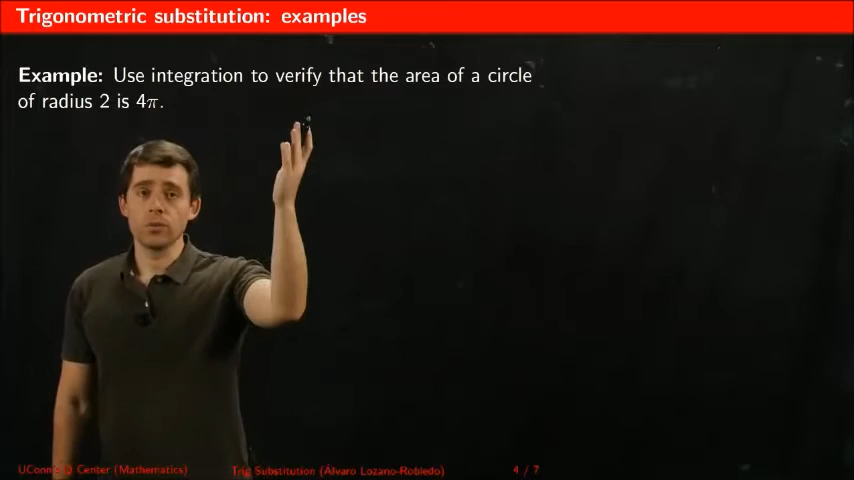 Trigonometric substitution: examples
Example: Use integration to verify that the area of a circle
of radius 2 is 4π.
Center (Mathematics)
Trig Substitution (Álvaro Lozano-Robledo)
4 / 7